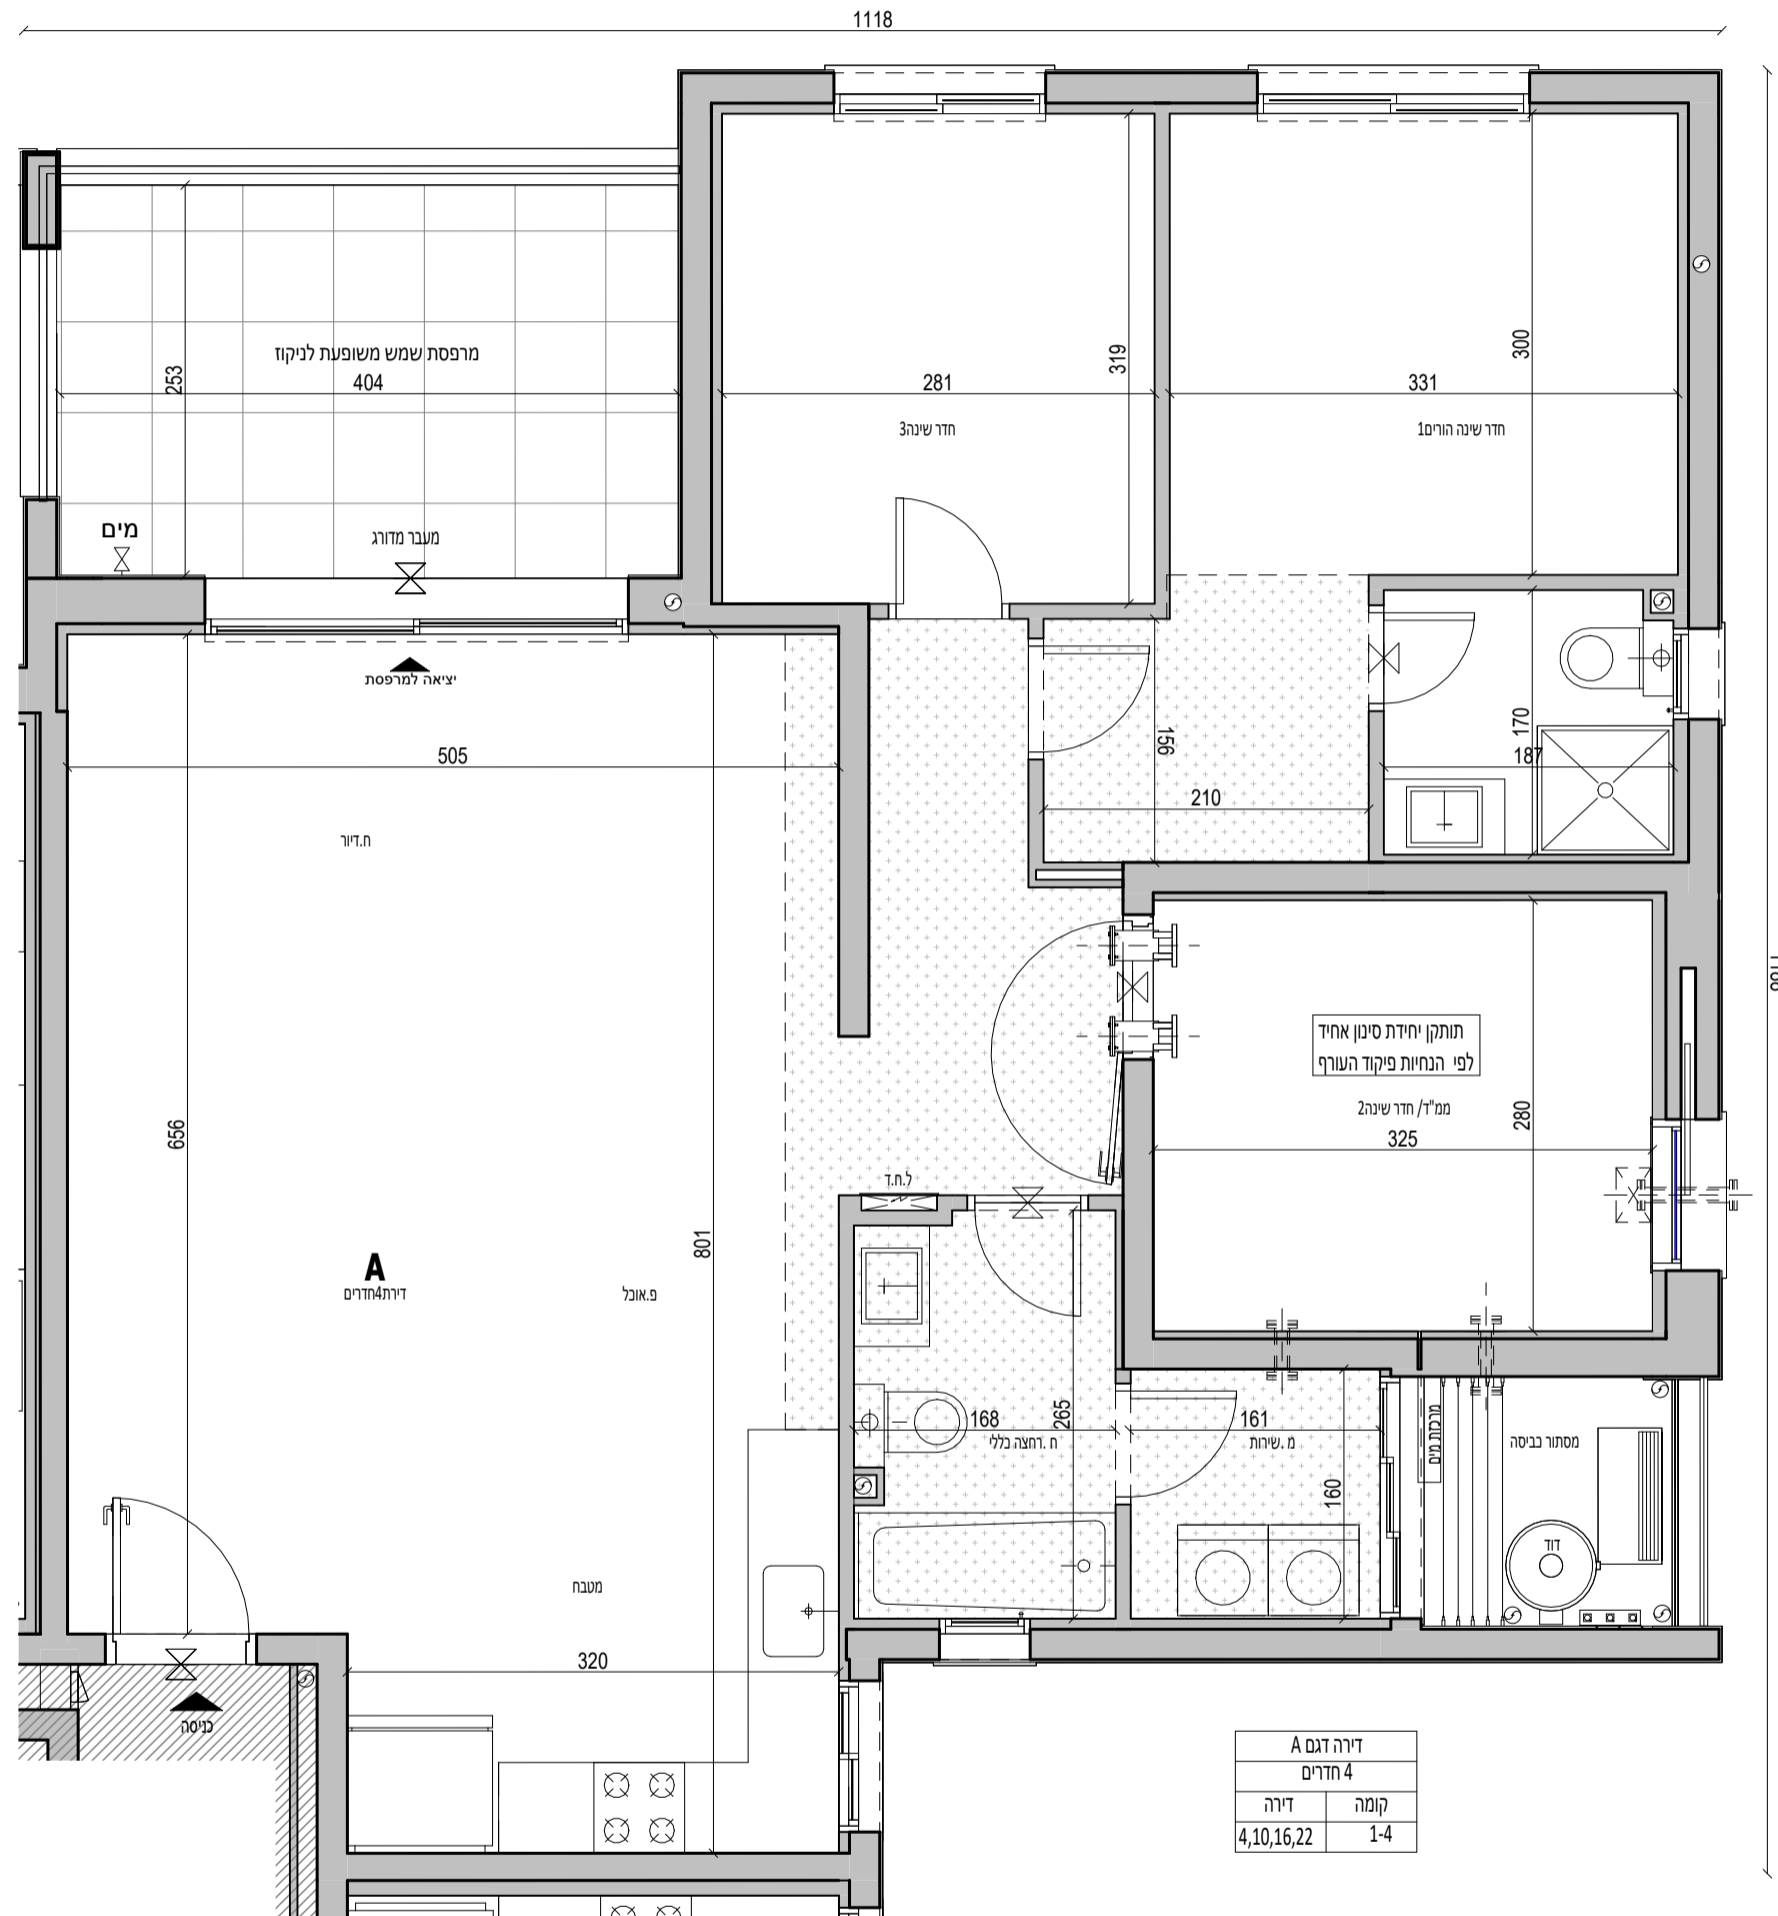 1118
319
300
253
מרפסת שמש משופעת לניקוז
404
281
331
חדר שינה3
חדר שינה הורים1
מים
מעבר מדורג
יציאה למרפסת
156
170
187
505
210
ח.דיור
תותקן יחידת סינון אחיד
לפי הנחיות פיקוד העורף
ממ"ד/ חדר שינה2
280
325
656
801
ל.ח.ד
A
דירת4חדרים
פ.אוכל
168
265
161
ח .רחצה כללי
מ .שירות
מרכזת מים
מסתור כביסה
160
דוד
מטבח
320
כניסה
דירה דגם A
4 חדרים
קומה דירה
1-4 4,10,16,22